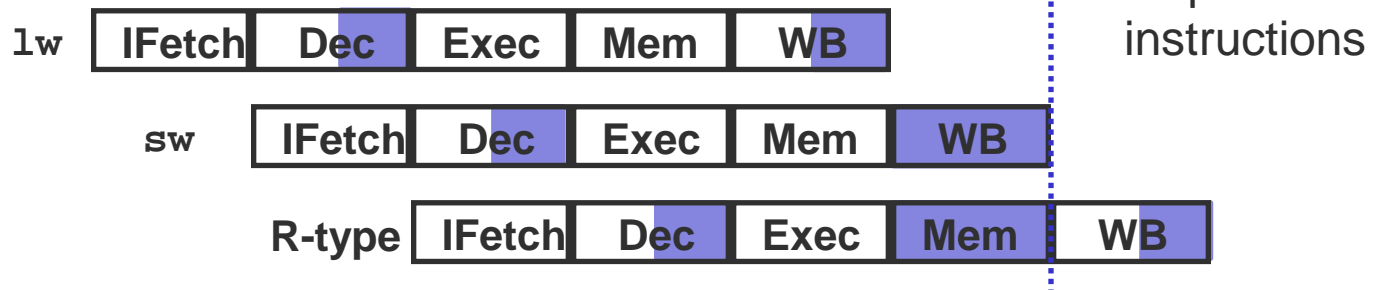 lw IFetch Dec Exec Mem WB
instructions
sw IFetch Dec Exec Mem WB
R-type IFetch Dec Exec Mem WB